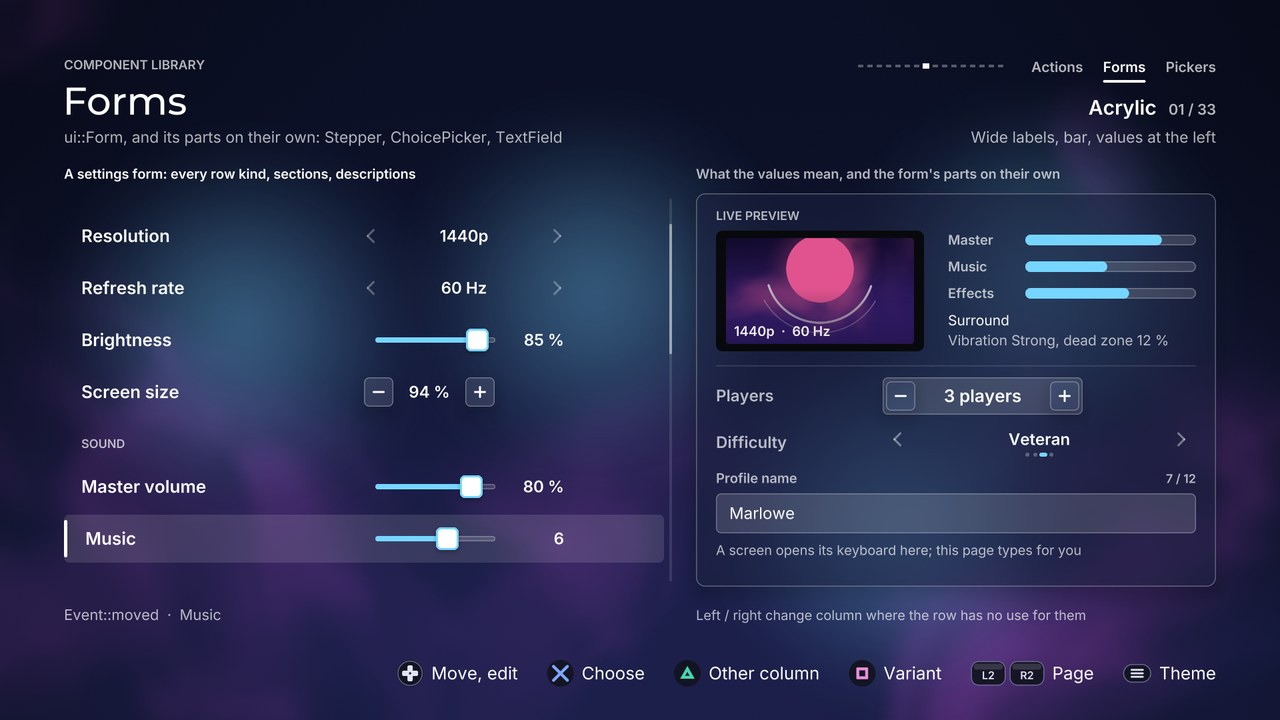 COMPONENT LIBRARY
Forms
ui::Form, and its parts on their own: Stepper, ChoicePicker, TextField
Actions
Forms
Pickers
Acrylic 01 / 33
Wide labels, bar, values at the left
A settings form: every row kind, sections, descriptions
Resolution 1440p
Refresh rate 60 Hz
Brightness 85 %
Screen size − 94 % +
SOUND
Master volume 80 %
Music 6
Event::moved · Music
What the values mean, and the form's parts on their own
LIVE PREVIEW
1440p · 60 Hz
Master
Music
Effects
Surround
Vibration Strong, dead zone 12 %
Players − 3 players +
Difficulty Veteran
Profile name 7 / 12
Marlowe
A screen opens its keyboard here; this page types for you
Left / right change column where the row has no use for them
Move, edit
Choose
Other column
Variant
L2 R2 Page
Theme